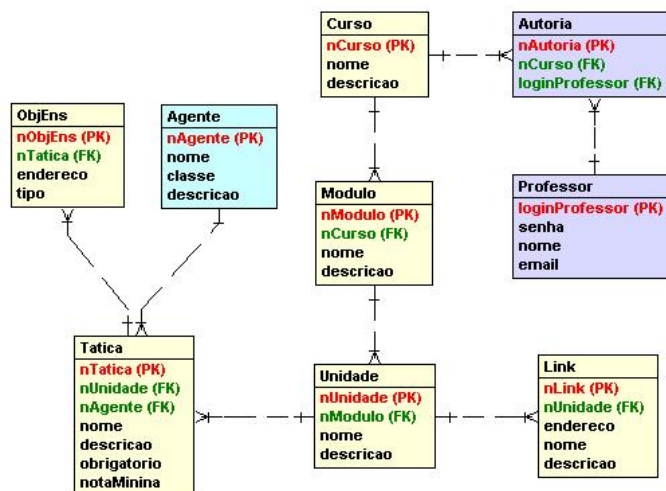 Curso
nCurso (PK)
nome
descricao
Autoria
nAutoria (PK)
nCurso (FK)
loginProfessor (FK)
ObjEns
nObjEns (PK)
nTatica (FK)
endereco
tipo
Agente
nAgente (PK)
nome
classe
descricao
Modulo
nModulo (PK)
nCurso (FK)
nome
descricao
Professor
loginProfessor (PK)
senha
nome
email
Tatica
nTatica (PK)
nUnidade (FK)
nAgente (FK)
nome
descricao
obrigatorio
notaMinina
Unidade
nUnidade (PK)
nModulo (FK)
nome
descricao
Link
nLink (PK)
nUnidade (FK)
endereco
nome
descricao